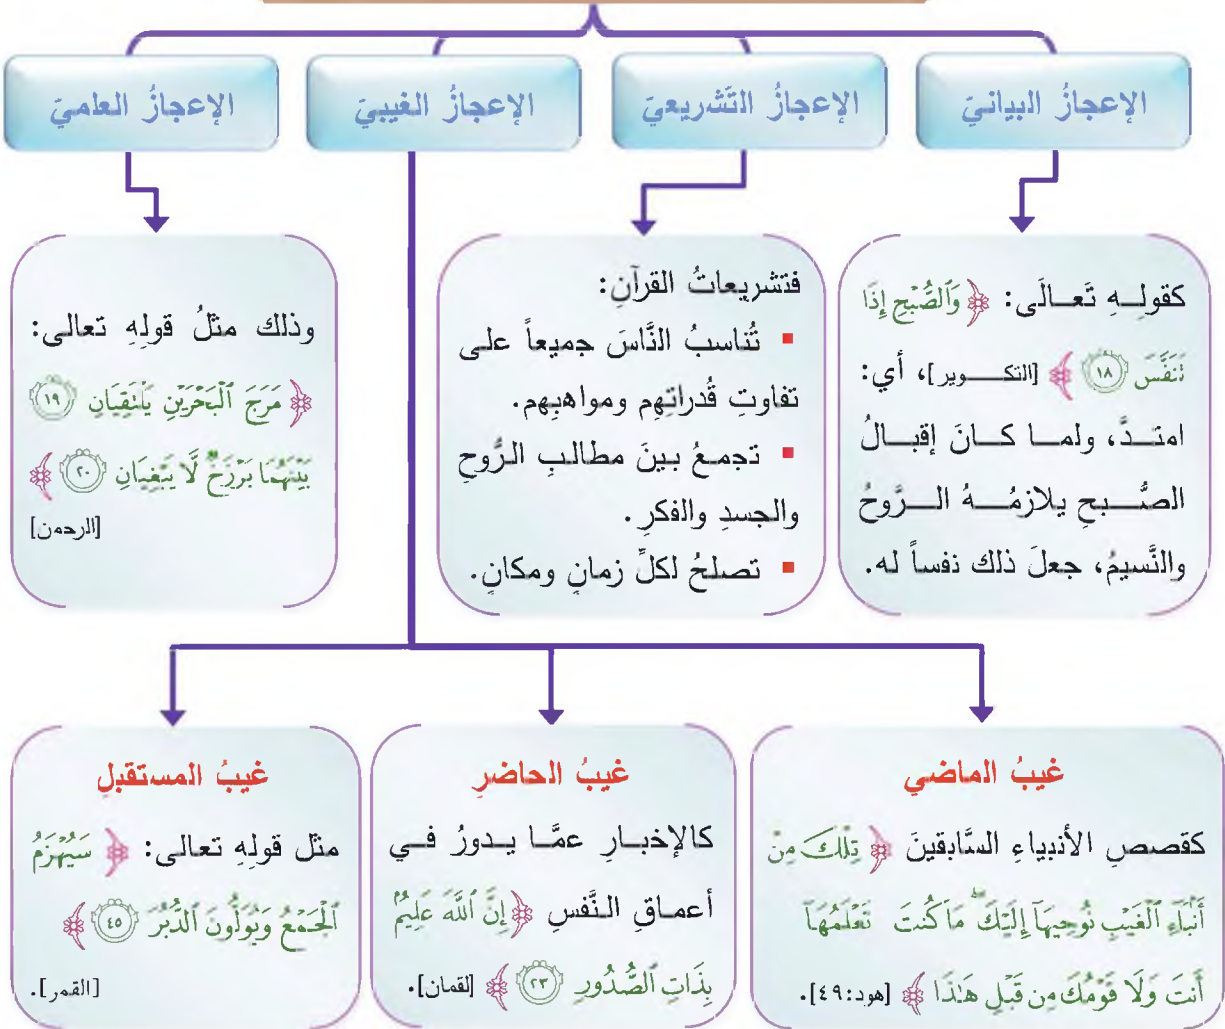 الإعجازُ البيانيّ
الإعجازُ التّشريعيّ
الإعجازُ الغيبيّ
الإعجازُ العلميّ
كقولهِ تَعالَى: ﴿ وَالصُّبْحِ إِذَا
تَنَفَّسَ ١٨ ﴾ [التكوير]، أي:
امتدَّ، ولما كانَ إقبالُ
الصُّبحِ يلازمُهُ الرَّوحُ
والنَّسيمُ، جعلَ ذلك نفساً له.
فتشريعاتُ القرآنِ:
▪ تُناسبُ النَّاسَ جميعاً على
تفاوتِ قُدراتِهِم ومواهبِهِم.
▪ تجمعُ بينَ مطالبِ الرُّوحِ
والجسدِ والفكرِ.
▪ تصلحُ لكلِّ زمانٍ ومكانٍ.
وذلك مثلُ قولِهِ تعالى:
﴿ مَرَجَ ٱلْبَحْرَيْنِ يَلْتَقِيَانِ ١٩
بَيْنَهُمَا بَرْزَخٌ لَّا يَبْغِيَانِ ٢٠ ﴾
[الرحمن]
غيبُ الماضي
كقصصِ الأنبياءِ السَّابقينَ ﴿ تِلْكَ مِنْ
أَنۢبَآءِ ٱلْغَيْبِ نُوحِيهَآ إِلَيْكَ ۖ مَا كُنتَ تَعْلَمُهَآ
أَنتَ وَلَا قَوْمُكَ مِن قَبْلِ هَٰذَا ﴾ [هود:٤٩].
غيبُ الحاضرِ
كالإخبارِ عمَّا يدورُ في
أعماقِ النَّفسِ ﴿ إِنَّ ٱللَّهَ عَلِيمٌۢ
بِذَاتِ ٱلصُّدُورِ ٢٣ ﴾ [لقمان].
غيبُ المستقبلِ
مثل قولِهِ تعالى: ﴿ سَيُهْزَمُ
ٱلْجَمْعُ وَيُوَلُّونَ ٱلدُّبُرَ ٤٥ ﴾
[القمر].